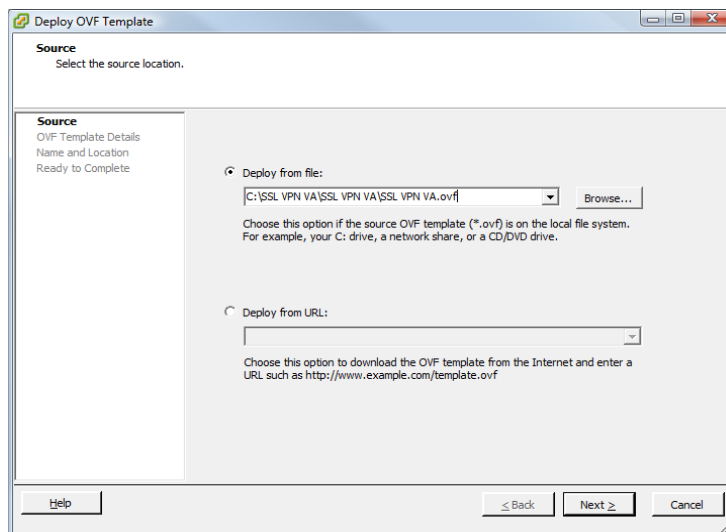 Deploy OVF Template
Source
Select the source location.
Source
OVF Template Details
Name and Location
Ready to Complete
Deploy from file:
C:\SSL VPN VA\SSL VPN VA\SSL VPN VA.ovf
Browse...
Choose this option if the source OVF template (*.ovf) is on the local file system.
For example, your C: drive, a network share, or a CD/DVD drive.
Deploy from URL:
Choose this option to download the OVF template from the Internet and enter a
URL such as http://www.example.com/template.ovf
Help
< Back
Next >
Cancel